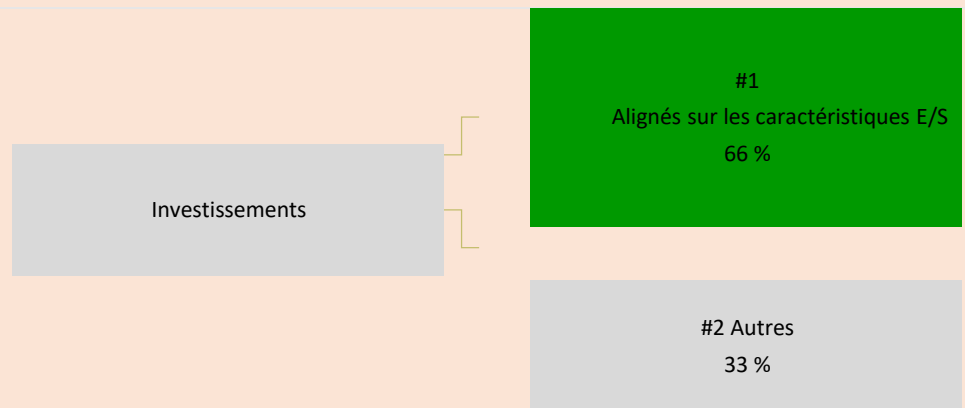 Investissements
#1
Alignés sur les caractéristiques E/S
66 %
#2 Autres
33 %